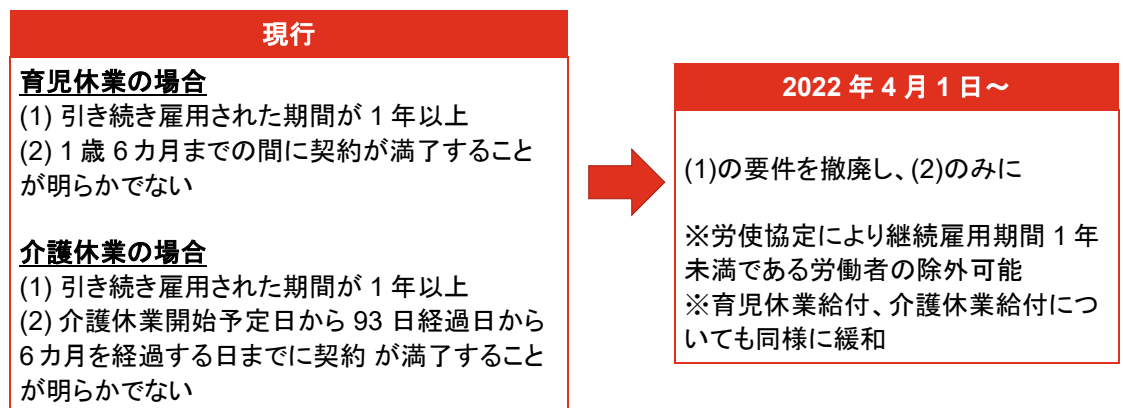 現行
育児休業の場合
(1) 引き続き雇用された期間が 1 年以上
(2) 1 歳 6 カ月までの間に契約が満了すること
が明らかでない
介護休業の場合
(1) 引き続き雇用された期間が 1 年以上
(2) 介護休業開始予定日から 93 日経過日から
6 カ月を経過する日までに契約 が満了すること
が明らかでない
2022 年 4 月 1 日～
(1)の要件を撤廃し、(2)のみに
※労使協定により継続雇用期間 1 年
未満である労働者の除外可能
※育児休業給付、介護休業給付につ
いても同様に緩和